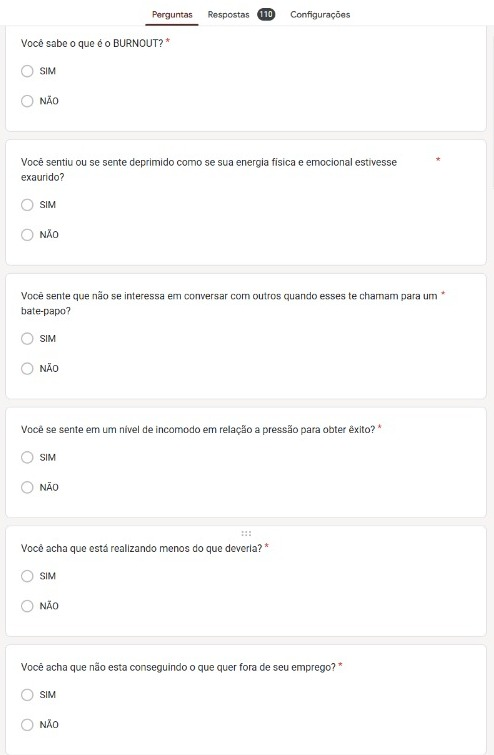 Perguntas Respostas 110 Configurações
Você sabe o que é o BURNOUT? *
SIM
NÃO
Você sentiu ou se sente deprimido como se sua energia física e emocional estivesse *
exaurido?
SIM
NÃO
Você sente que não se interessa em conversar com outros quando esses te chamam para um *
bate-papo?
SIM
NÃO
Você se sente em um nível de incomodo em relação a pressão para obter êxito? *
SIM
NÃO
Você acha que está realizando menos do que deveria? *
SIM
NÃO
Você acha que não esta conseguindo o que quer fora de seu emprego? *
SIM
NÃO